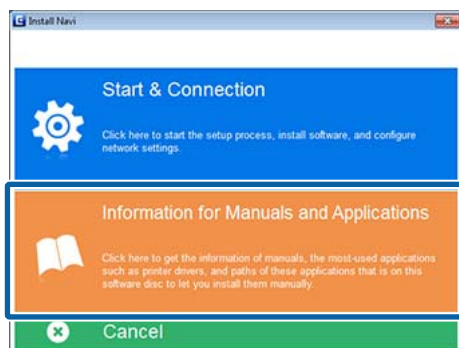 Install Navi
Start & Connection
Click here to start the setup process, install software, and configure
network settings.
Information for Manuals and Applications
Click here to get the information of manuals, the most-used applications
such as printer drivers, and paths of these applications that is on this
software disc to let you install them manually.
Cancel